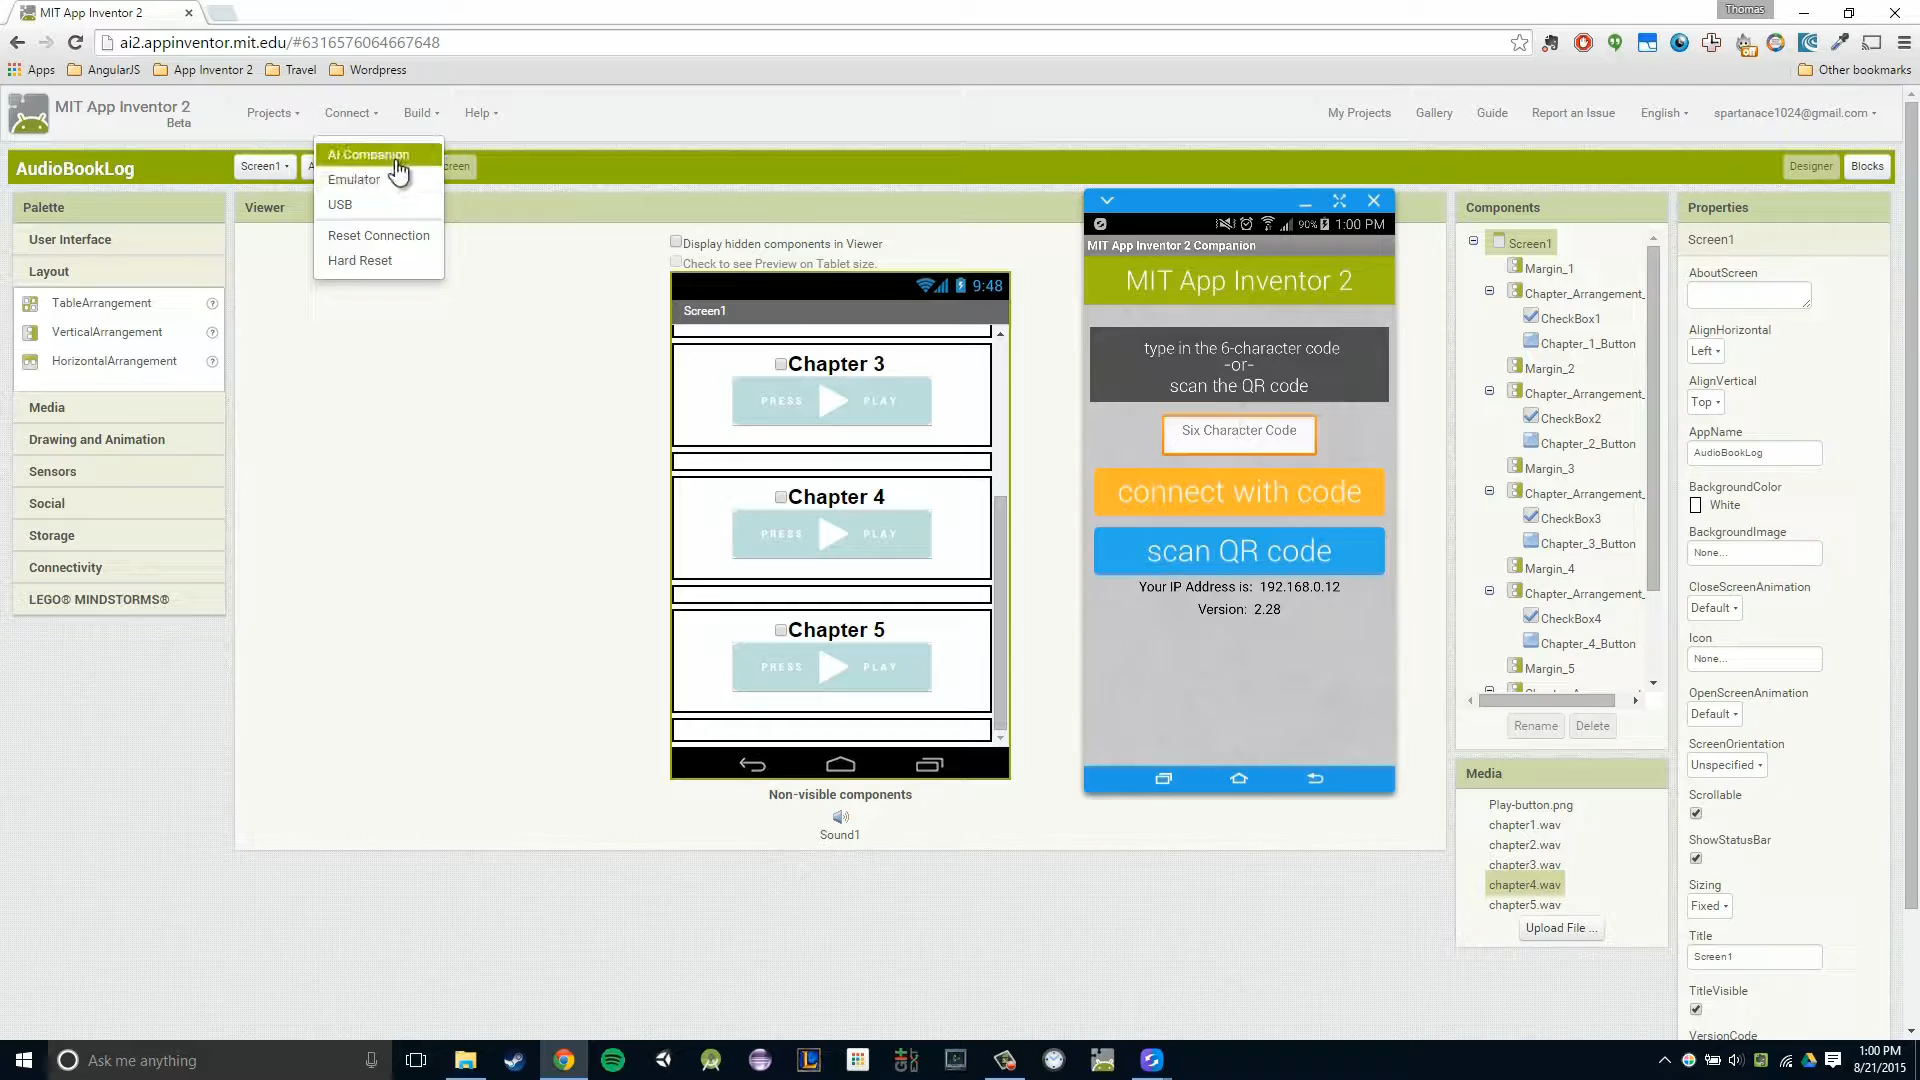 MIT App Inventor 2
Thomas
ai2.appinventor.mit.edu/#6316576064667648
Apps
AngularJS
App Inventor 2
Travel
Wordpress
Other bookmarks
MIT App Inventor 2
Beta
Projects
Connect
Build
Help
My Projects
Gallery
Guide
Report an Issue
English
spartanace1024@gmail.com
AudioBookLog
Screen1
Designer
Blocks
AI Companion
Emulator
USB
Reset Connection
Hard Reset
Palette
User Interface
Layout
TableArrangement
VerticalArrangement
HorizontalArrangement
Media
Drawing and Animation
Sensors
Social
Storage
Connectivity
LEGO® MINDSTORMS®
Viewer
Display hidden components in Viewer
Check to see Preview on Tablet size.
9:48
Screen1
Chapter 3
PRESS PLAY
Chapter 4
PRESS PLAY
Chapter 5
PRESS PLAY
Non-visible components
Sound1
90% 1:00 PM
MIT App Inventor 2 Companion
MIT App Inventor 2
type in the 6-character code
-or-
scan the QR code
Six Character Code
connect with code
scan QR code
Your IP Address is: 192.168.0.12
Version: 2.28
Components
Screen1
Margin_1
Chapter_Arrangement_
CheckBox1
Chapter_1_Button
Margin_2
Chapter_Arrangement_
CheckBox2
Chapter_2_Button
Margin_3
Chapter_Arrangement_
CheckBox3
Chapter_3_Button
Margin_4
Chapter_Arrangement_
CheckBox4
Chapter_4_Button
Margin_5
Rename
Delete
Media
Play-button.png
chapter1.wav
chapter2.wav
chapter3.wav
chapter4.wav
chapter5.wav
Upload File ...
Properties
Screen1
AboutScreen
AlignHorizontal
Left
AlignVertical
Top
AppName
AudioBookLog
BackgroundColor
White
BackgroundImage
None...
CloseScreenAnimation
Default
Icon
None...
OpenScreenAnimation
Default
ScreenOrientation
Unspecified
Scrollable
ShowStatusBar
Sizing
Fixed
Title
Screen1
TitleVisible
VersionCode
Ask me anything
1:00 PM
8/21/2015